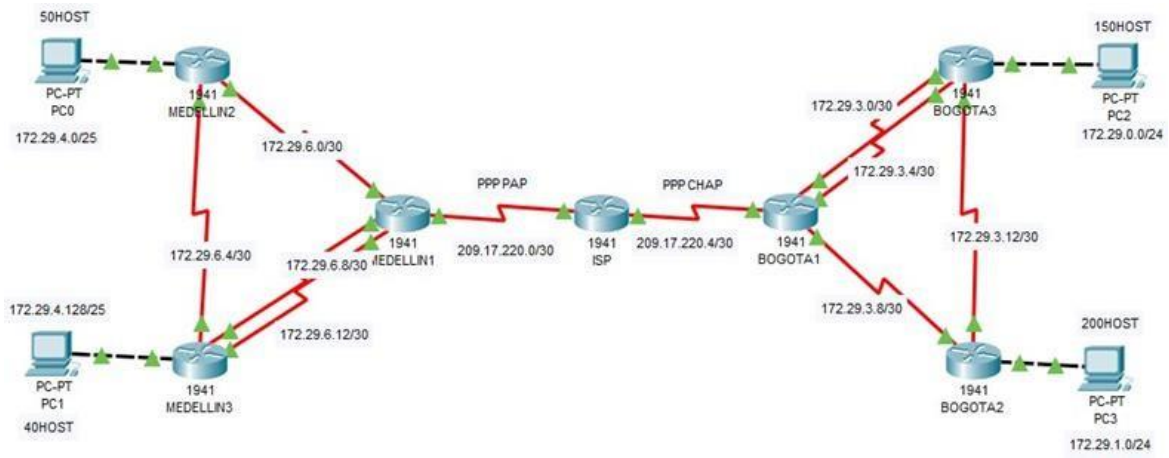 50HOST
PC-PT
PC0
172.29.4.0/25
1941
MEDELLIN2
172.29.6.0/30
172.29.6.4/30
172.29.4.128/25
PC-PT
PC1
40HOST
1941
MEDELLIN3
172.29.6.8/30
172.29.6.12/30
1941
MEDELLIN1
PPP PAP
209.17.220.0/30
1941
ISP
PPP CHAP
209.17.220.4/30
1941
BOGOTA1
172.29.3.0/30
172.29.3.4/30
1941
BOGOTA3
150HOST
PC-PT
PC2
172.29.0.0/24
172.29.3.12/30
172.29.3.8/30
1941
BOGOTA2
200HOST
PC-PT
PC3
172.29.1.0/24